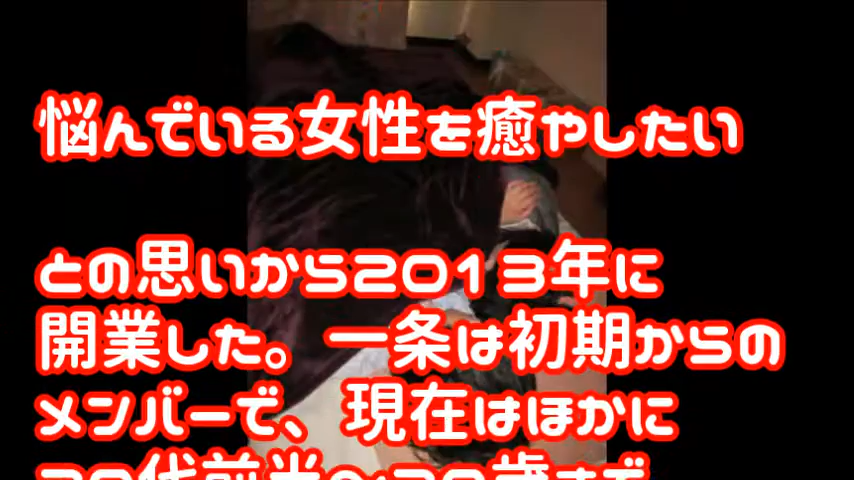 悩んでいる女性を癒やしたい
との思いから2013年に
開業した。一条は初期からの
メンバーで、現在はほかに